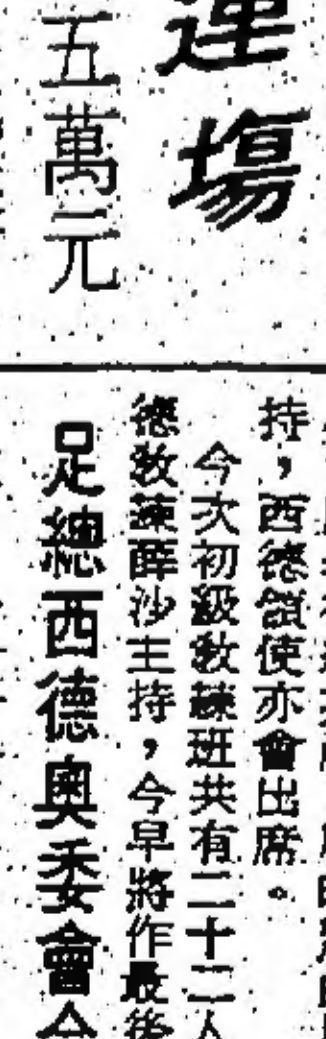 運塲
五萬元
持，西德領使亦會出席。
今次初級教練班共有二十二人
德教練薛沙主持，今早將作最後
足總西德奧委會合